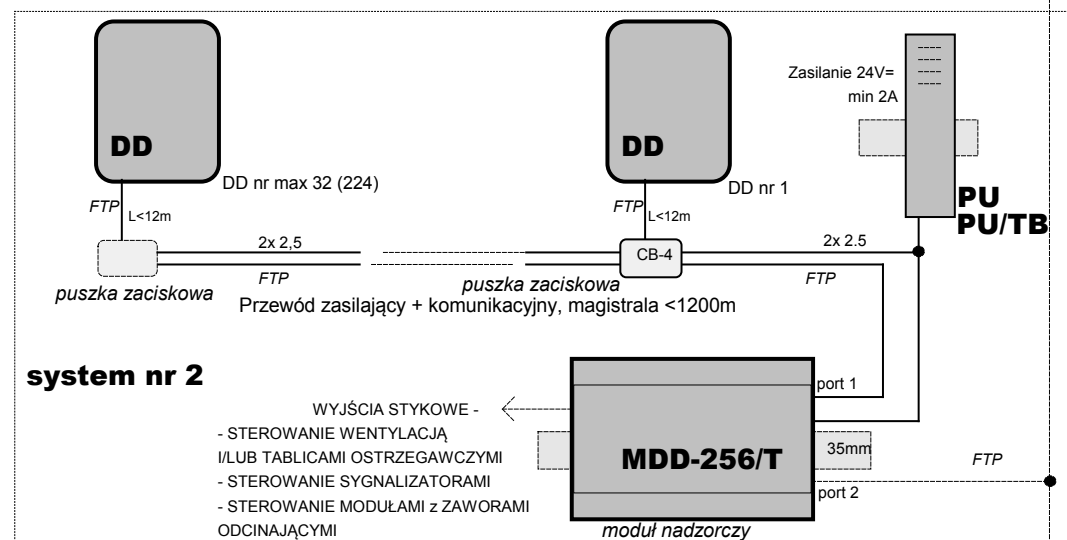 Zasilanie 24V=
min 2A
DD
DD
DD nr max 32 (224)
DD nr 1
PU
PU/TB
FTP
L<12m
FTP
L<12m
2x 2,5
CB-4
2x 2.5
FTP
FTP
puszka zaciskowa
puszka zaciskowa
Przewód zasilający + komunikacyjny, magistrala <1200m
system nr 2
port 1
WYJŚCIA STYKOWE -
- STEROWANIE WENTYLACJĄ
I/LUB TABLICAMI OSTRZEGAWCZYMI
- STEROWANIE SYGNALIZATORAMI
- STEROWANIE MODUŁAMI z ZAWORAMI
ODCINAJĄCYMI
MDD-256/T
35mm
FTP
port 2
moduł nadzorczy